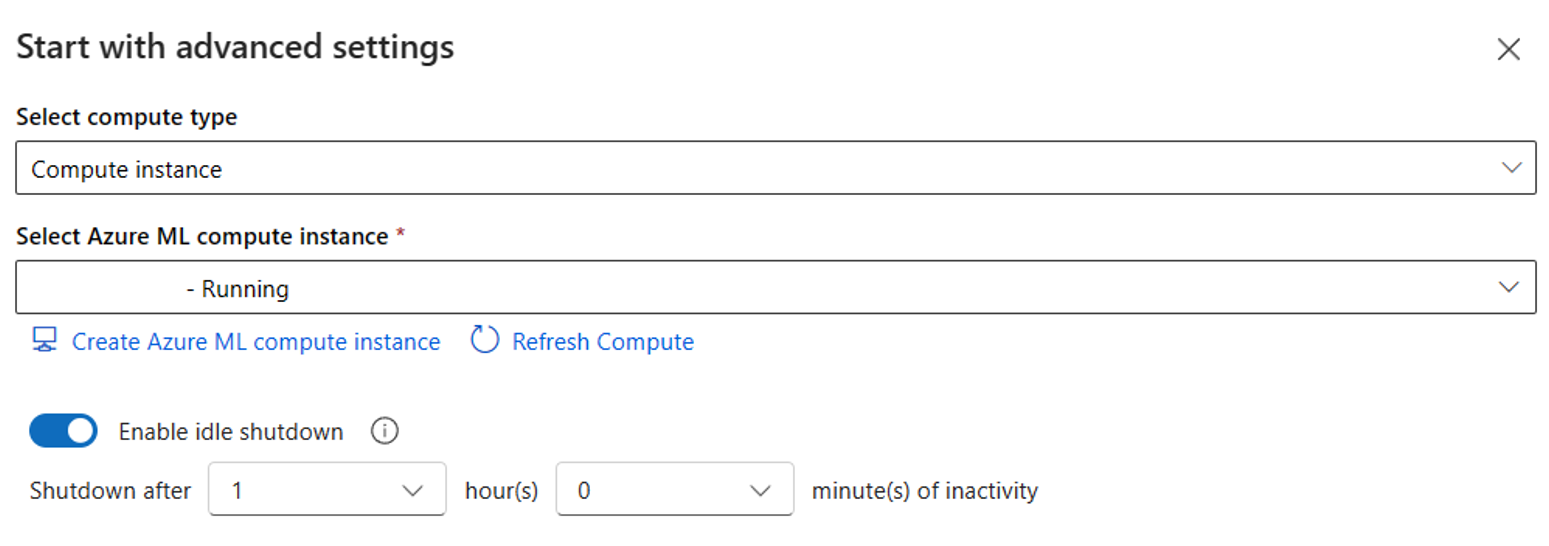 Start with advanced settings
Select compute type
Compute instance
Select Azure ML compute instance *
- Running
Create Azure ML compute instance Refresh Compute
Enable idle shutdown
Shutdown after 1 hour(s) 0 minute(s) of inactivity